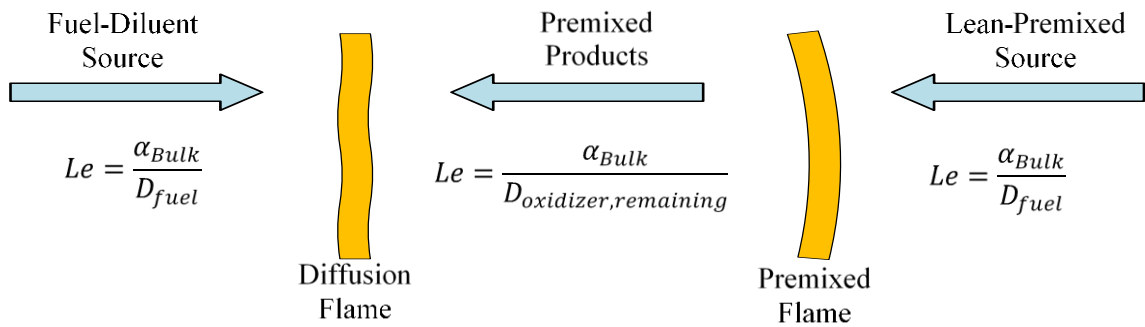 Fuel-Diluent
Source
Premixed
Products
Lean-Premixed
Source
Le = α_Bulk / D_fuel
Le = α_Bulk / D_oxidizer,remaining
Le = α_Bulk / D_fuel
Diffusion
Flame
Premixed
Flame